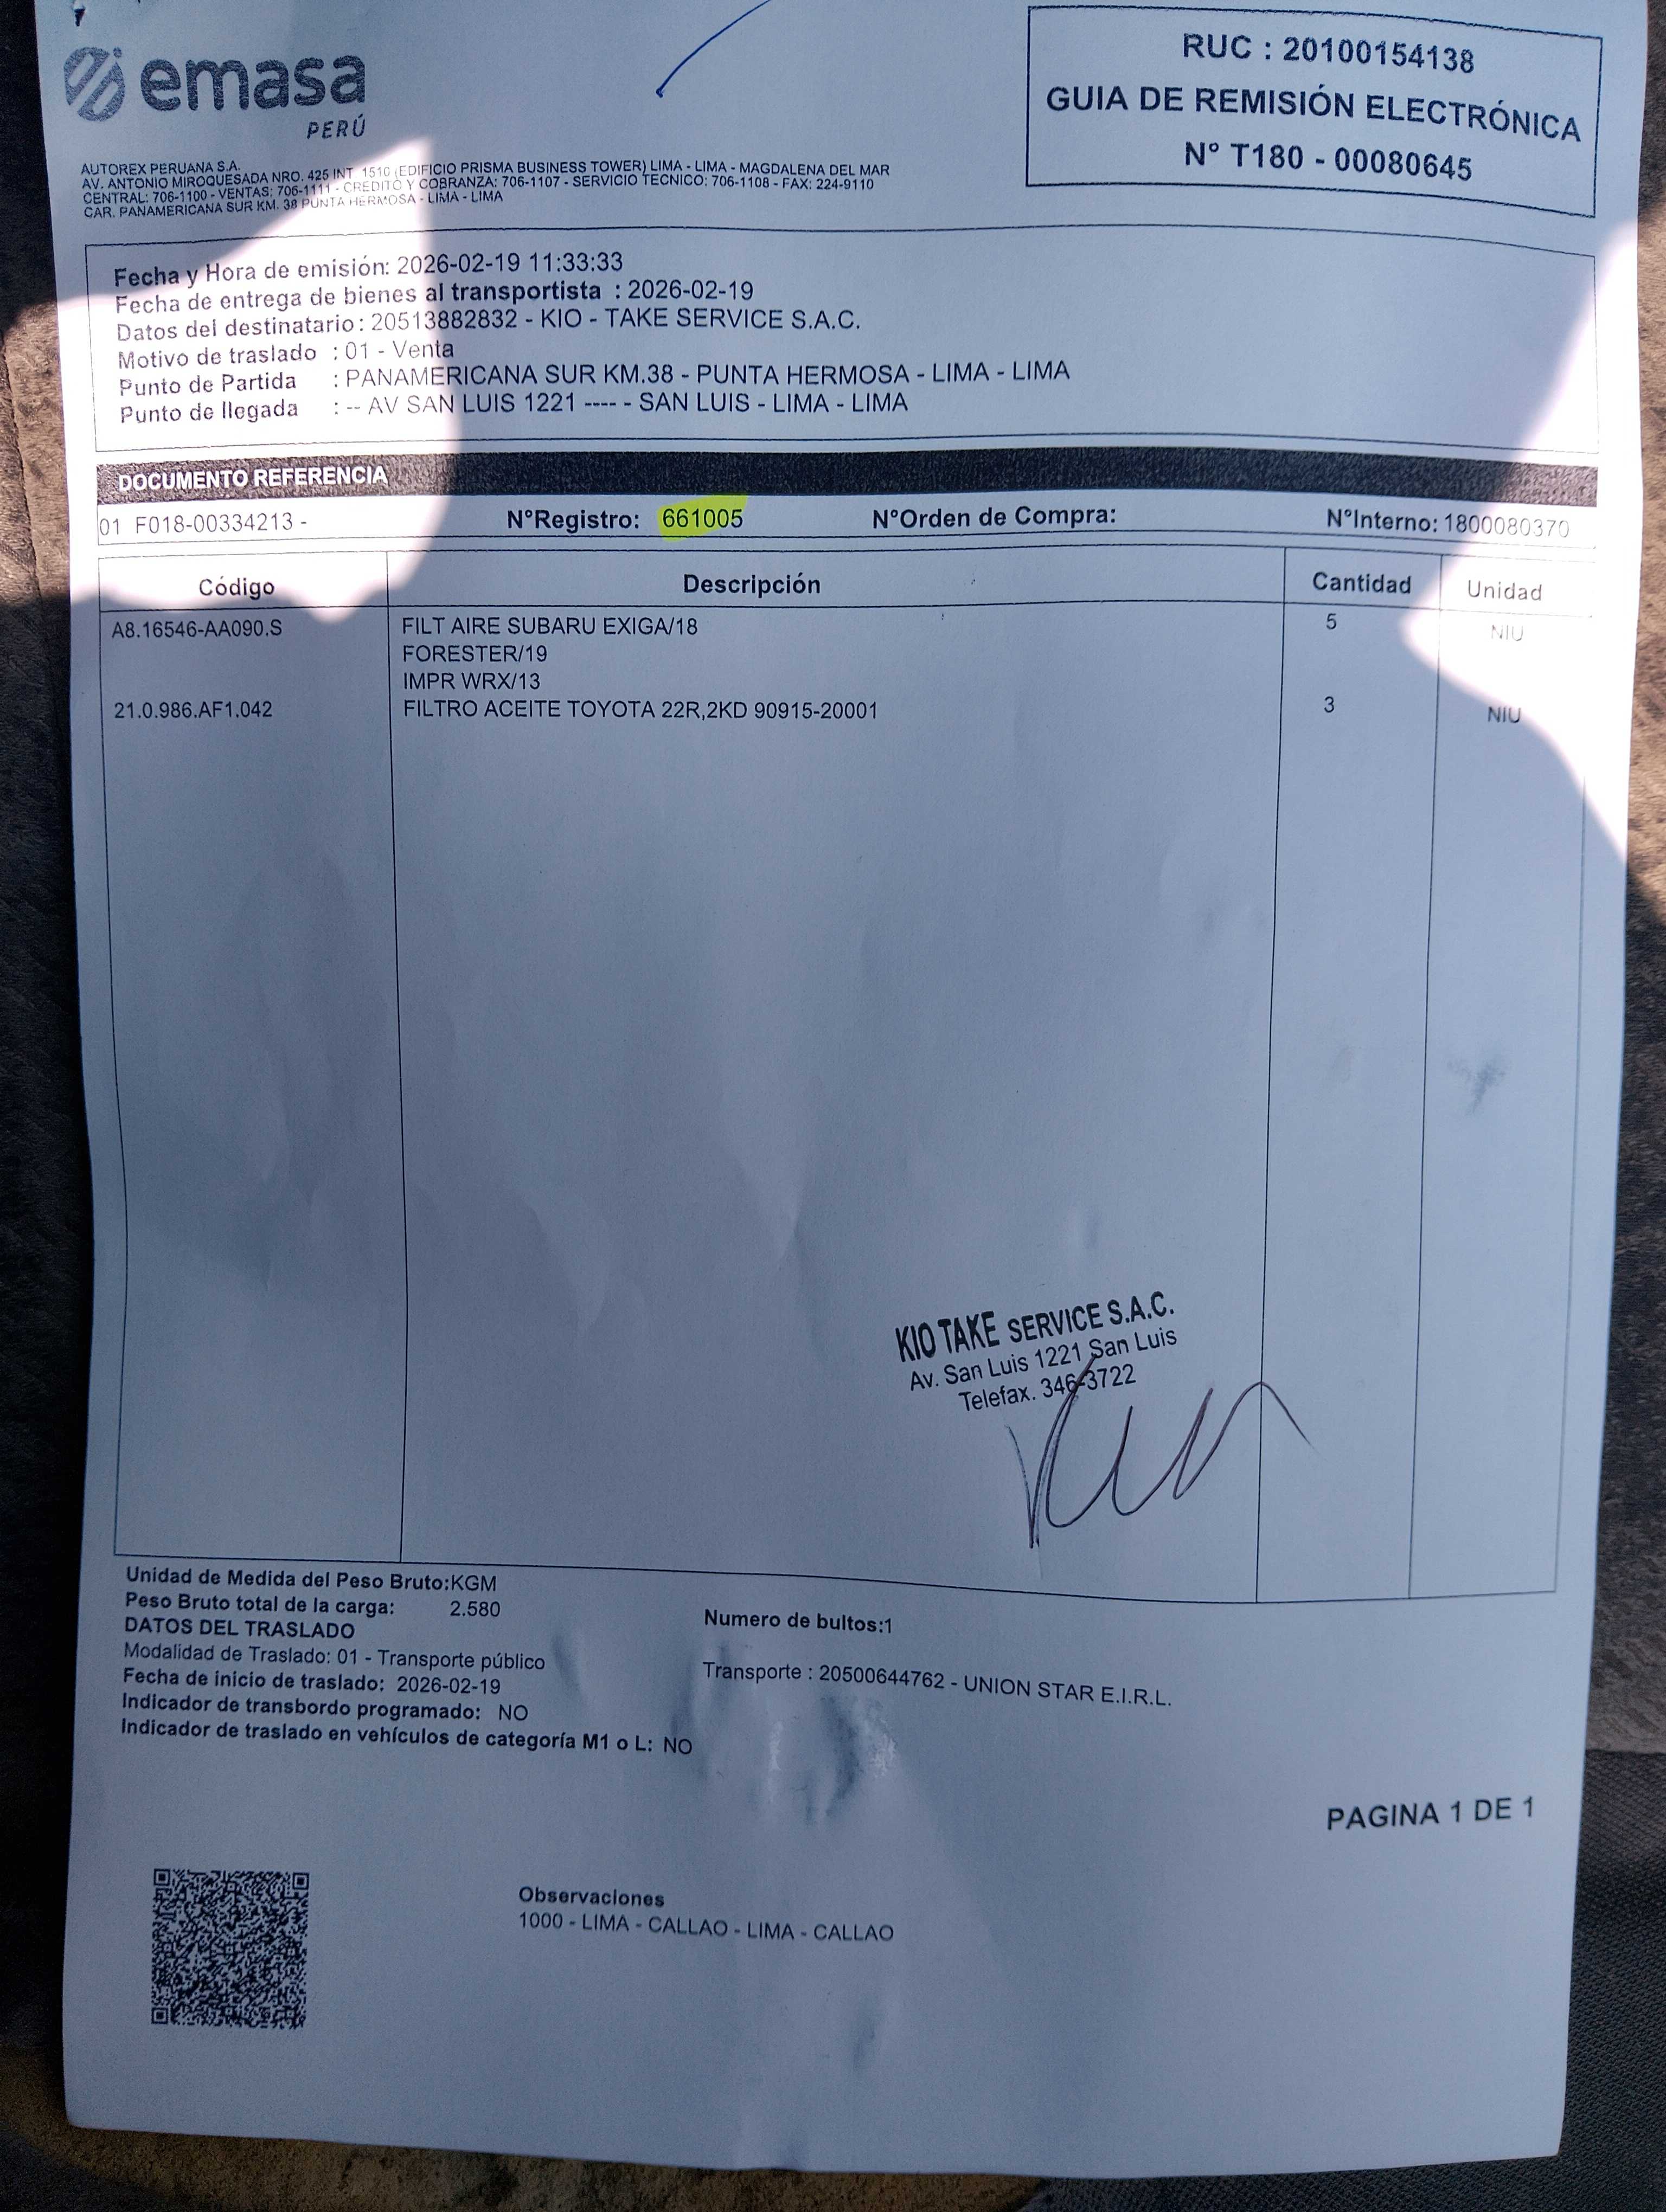 emasa
PERÚ
RUC : 20100154138
GUIA DE REMISIÓN ELECTRÓNICA
N° T180 - 00080645
AUTOREX PERUANA S.A.
AV. ANTONIO MIROQUESADA NRO. 425 INT. 1510 (EDIFICIO PRISMA BUSINESS TOWER) LIMA - LIMA - MAGDALENA DEL MAR
CENTRAL: 706-1100 - VENTAS: 706-1111 - CREDITO Y COBRANZA: 706-1107 - SERVICIO TECNICO: 706-1108 - FAX: 224-9110
CAR. PANAMERICANA SUR KM. 38 PUNTA HERMOSA - LIMA - LIMA
Fecha y Hora de emisión: 2026-02-19 11:33:33
Fecha de entrega de bienes al transportista : 2026-02-19
Datos del destinatario: 20513882832 - KIO - TAKE SERVICE S.A.C.
Motivo de traslado : 01 - Venta
Punto de Partida : PANAMERICANA SUR KM.38 - PUNTA HERMOSA - LIMA - LIMA
Punto de llegada : -- AV SAN LUIS 1221 ---- - SAN LUIS - LIMA - LIMA
DOCUMENTO REFERENCIA
01 F018-00334213 - N°Registro: 661005 N°Orden de Compra: N°Interno: 1800080370
Código Descripción Cantidad Unidad
A8.16546-AA090.S FILT AIRE SUBARU EXIGA/18 5 NIU
FORESTER/19
IMPR WRX/13
21.0.986.AF1.042 FILTRO ACEITE TOYOTA 22R,2KD 90915-20001 3 NIU
KIO TAKE SERVICE S.A.C.
Av. San Luis 1221 San Luis
Telefax. 346-3722
Unidad de Medida del Peso Bruto:KGM
Peso Bruto total de la carga: 2.580 Numero de bultos:1
DATOS DEL TRASLADO
Modalidad de Traslado: 01 - Transporte público Transporte : 20500644762 - UNION STAR E.I.R.L.
Fecha de inicio de traslado: 2026-02-19
Indicador de transbordo programado: NO
Indicador de traslado en vehículos de categoría M1 o L: NO
PAGINA 1 DE 1
Observaciones
1000 - LIMA - CALLAO - LIMA - CALLAO